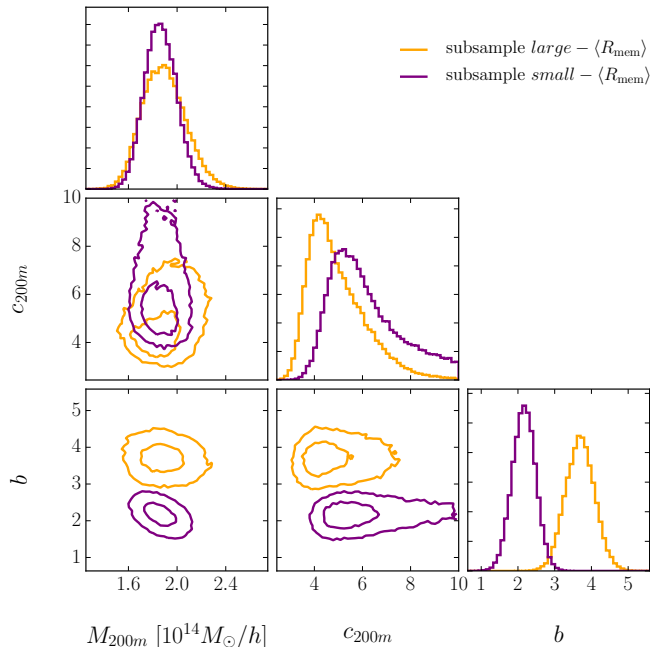 subsample large − ⟨R_mem⟩
subsample small − ⟨R_mem⟩
10
8
6
4
c_200m
5
4
3
2
1
b
1.6 2.0 2.4
4 6 8 10
1 2 3 4 5
M_200m [10^14 M_⊙/h]
c_200m
b